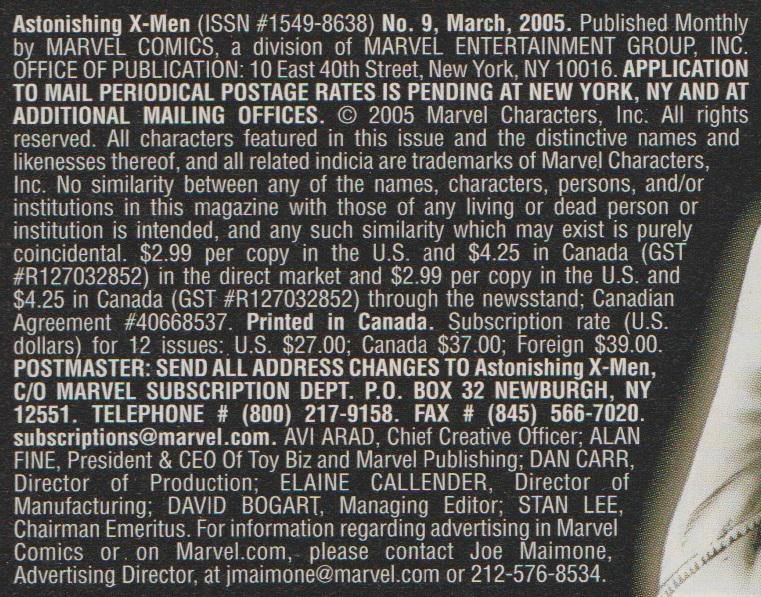 Astonishing X-Men (ISSN #1549-8638) No. 9, March, 2005. Published Monthly
by MARVEL COMICS, a division of MARVEL ENTERTAINMENT GROUP, INC.
OFFICE OF PUBLICATION: 10 East 40th Street, New York, NY 10016. APPLICATION
TO MAIL PERIODICAL POSTAGE RATES IS PENDING AT NEW YORK, NY AND AT
ADDITIONAL MAILING OFFICES. © 2005 Marvel Characters, Inc. All rights
reserved. All characters featured in this issue and the distinctive names and
likenesses thereof, and all related indicia are trademarks of Marvel Characters,
Inc. No similarity between any of the names, characters, persons, and/or
institutions in this magazine with those of any living or dead person or
institution is intended, and any such similarity which may exist is purely
coincidental. $2.99 per copy in the U.S. and $4.25 in Canada (GST
#R127032852) in the direct market and $2.99 per copy in the U.S. and
$4.25 in Canada (GST #R127032852) through the newsstand; Canadian
Agreement #40668537. Printed in Canada. Subscription rate (U.S.
dollars) for 12 issues: U.S. $27.00; Canada $37.00; Foreign $39.00.
POSTMASTER: SEND ALL ADDRESS CHANGES TO Astonishing X-Men,
C/O MARVEL SUBSCRIPTION DEPT. P.O. BOX 32 NEWBURGH, NY
12551. TELEPHONE # (800) 217-9158. FAX # (845) 566-7020.
subscriptions@marvel.com. AVI ARAD, Chief Creative Officer; ALAN
FINE, President & CEO Of Toy Biz and Marvel Publishing; DAN CARR,
Director of Production; ELAINE CALLENDER, Director of
Manufacturing; DAVID BOGART, Managing Editor; STAN LEE,
Chairman Emeritus. For information regarding advertising in Marvel
Comics or on Marvel.com, please contact Joe Maimone,
Advertising Director, at jmaimone@marvel.com or 212-576-8534.